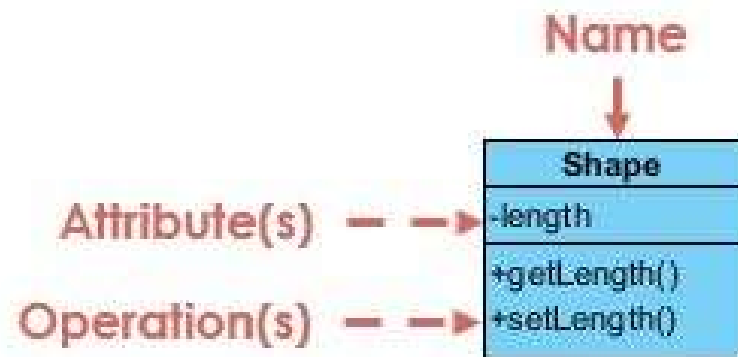 Name
Shape
Attribute(s)
-length
+getLength()
Operation(s)
+setLength()